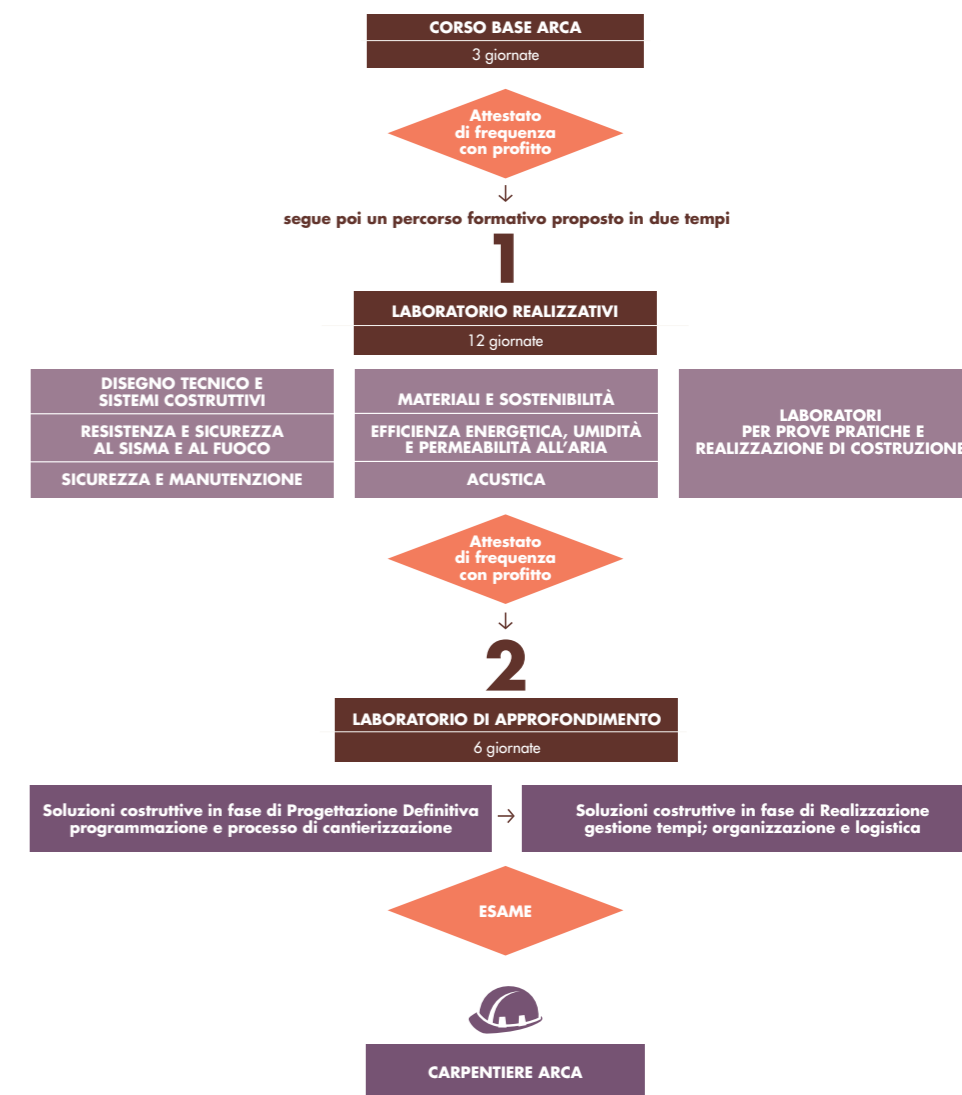 CORSO BASE ARCA
3 giornate
Attestato
di frequenza
con profitto
↓
segue poi un percorso formativo proposto in due tempi
1
LABORATORIO REALIZZATIVI
12 giornate
DISEGNO TECNICO E
SISTEMI COSTRUTTIVI
RESISTENZA E SICUREZZA
AL SISMA E AL FUOCO
SICUREZZA E MANUTENZIONE
MATERIALI E SOSTENIBILITÀ
EFFICIENZA ENERGETICA, UMIDITÀ
E PERMEABILITÀ ALL'ARIA
ACUSTICA
LABORATORI
PER PROVE PRATICHE E
REALIZZAZIONE DI COSTRUZIONE
Attestato
di frequenza
con profitto
↓
2
LABORATORIO DI APPROFONDIMENTO
6 giornate
Soluzioni costruttive in fase di Progettazione Definitiva
programmazione e processo di cantierizzazione
→
Soluzioni costruttive in fase di Realizzazione
gestione tempi; organizzazione e logistica
ESAME
CARPENTIERE ARCA